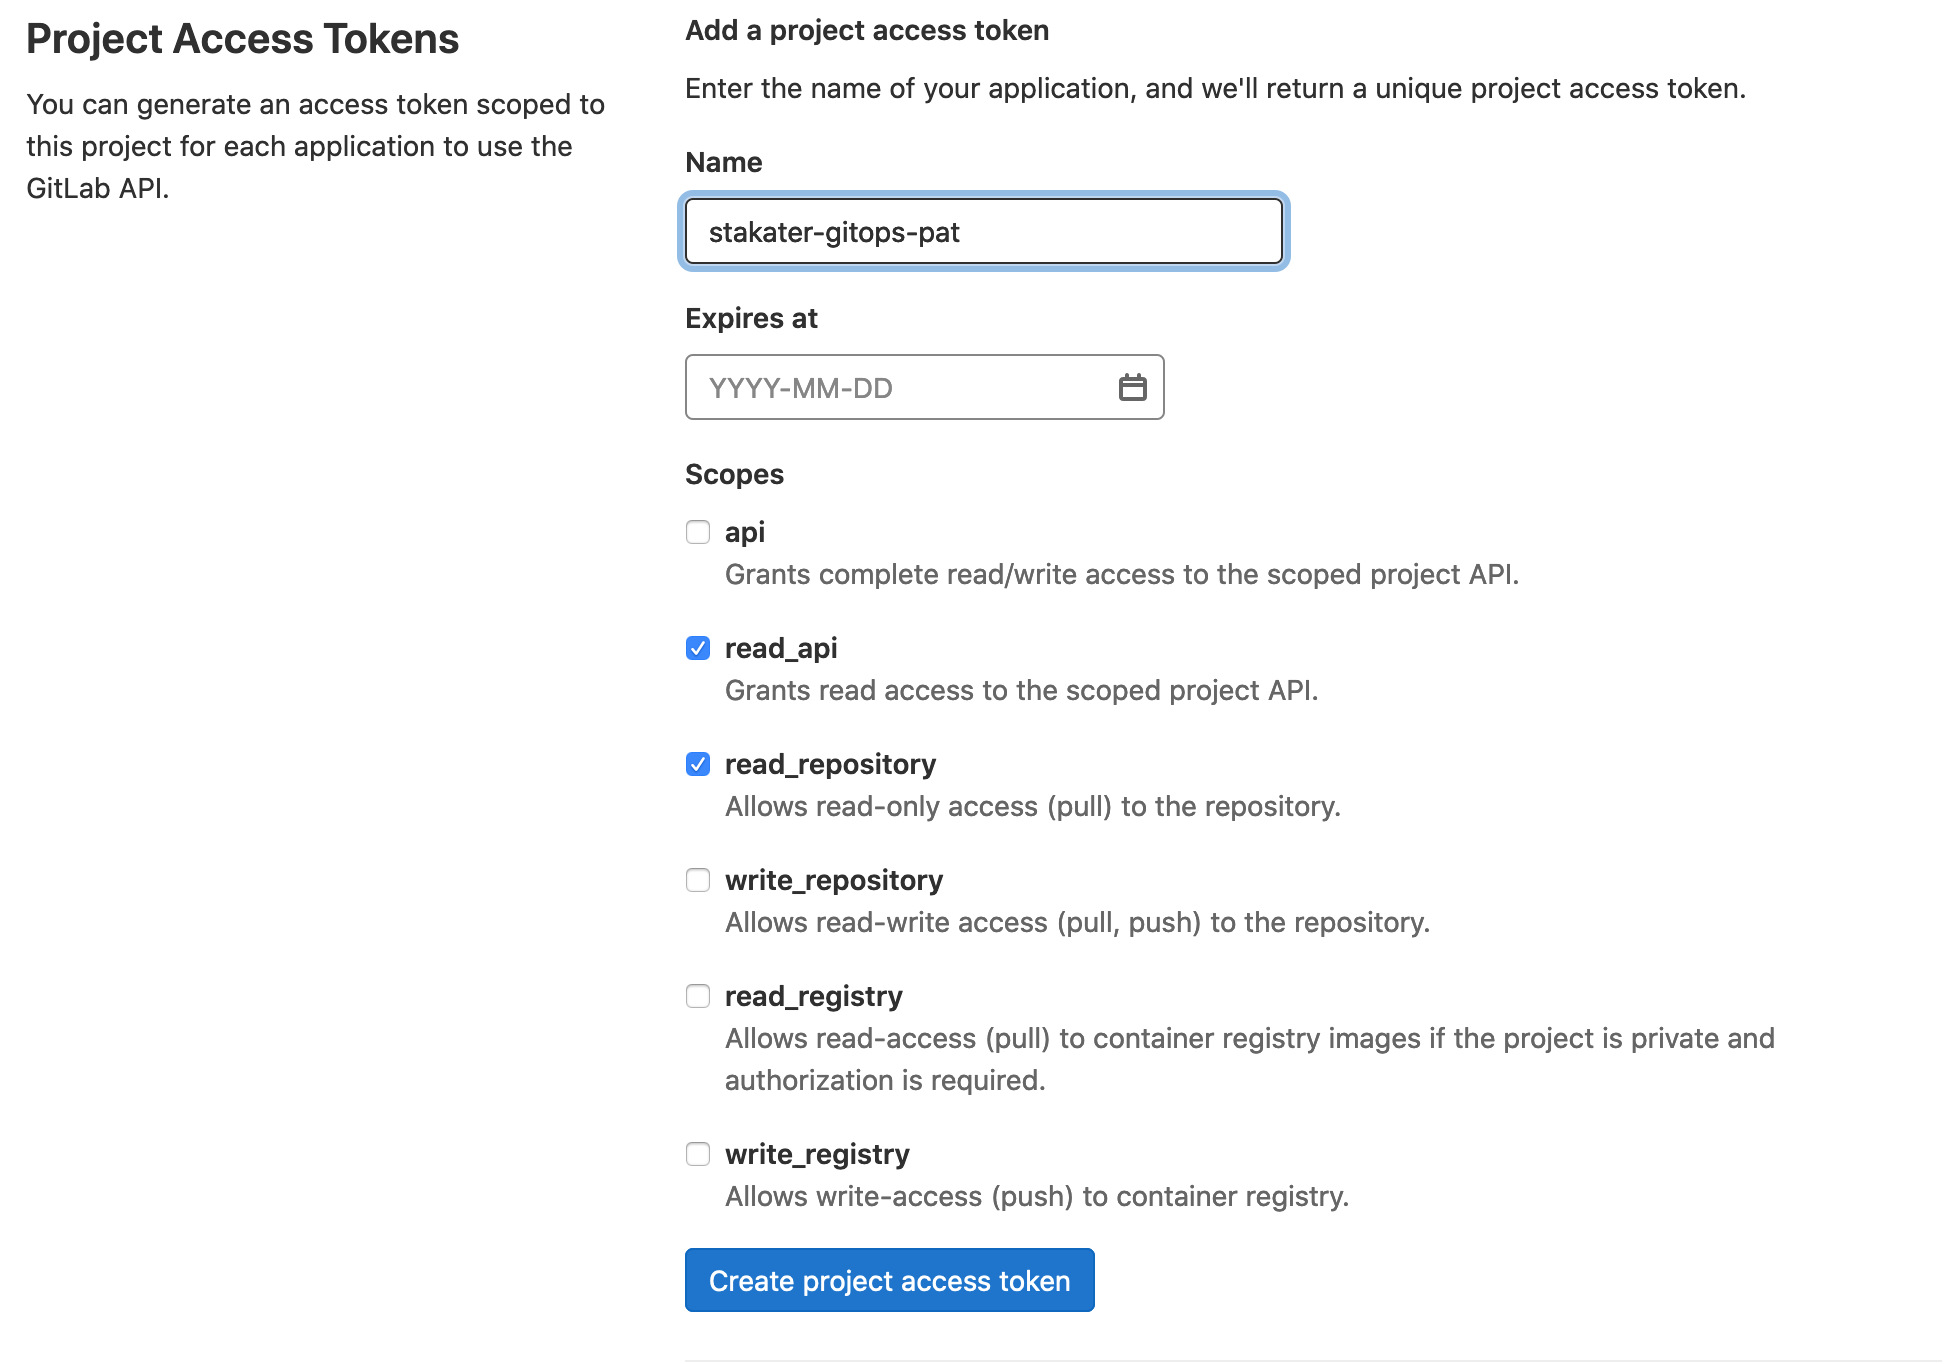 Project Access Tokens
You can generate an access token scoped to
this project for each application to use the
GitLab API.
Add a project access token
Enter the name of your application, and we'll return a unique project access token.
Name
stakater-gitops-pat
Expires at
YYYY-MM-DD
Scopes
api
Grants complete read/write access to the scoped project API.
read_api
Grants read access to the scoped project API.
read_repository
Allows read-only access (pull) to the repository.
write_repository
Allows read-write access (pull, push) to the repository.
read_registry
Allows read-access (pull) to container registry images if the project is private and
authorization is required.
write_registry
Allows write-access (push) to container registry.
Create project access token